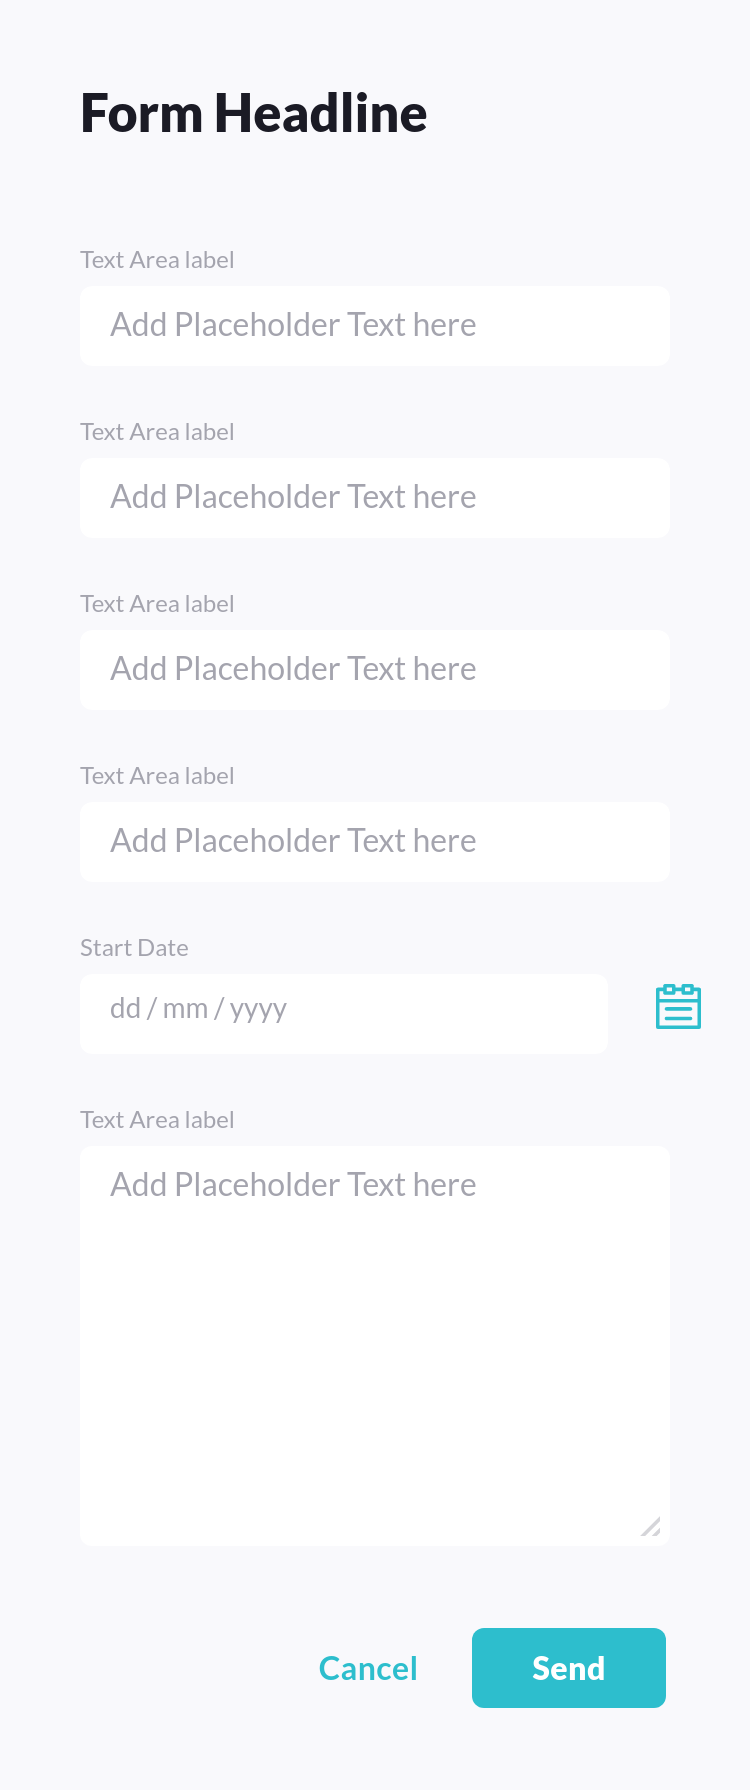 Form Headline
Text Area label
Add Placeholder Text here
Text Area label
Add Placeholder Text here
Text Area label
Add Placeholder Text here
Text Area label
Add Placeholder Text here
Start Date
dd / mm / yyyy
Text Area label
Add Placeholder Text here
Cancel
Send